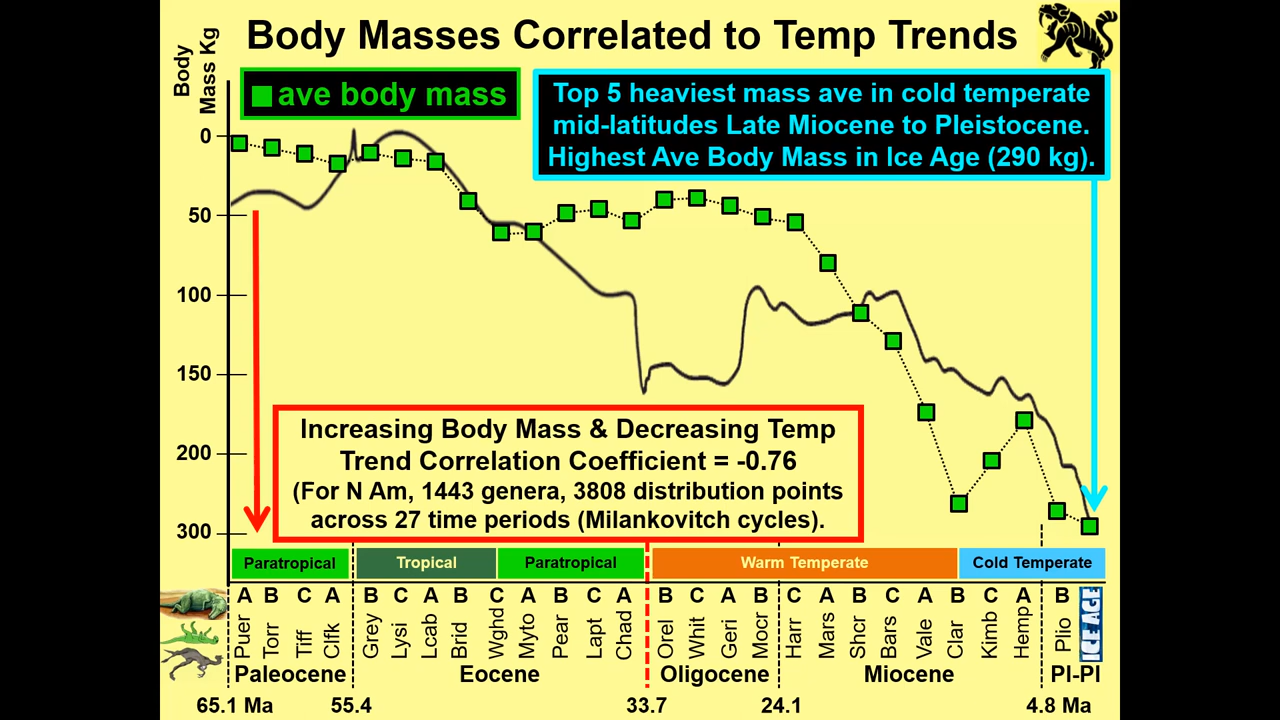 Body Masses Correlated to Temp Trends
Body
Mass Kg
ave body mass
Top 5 heaviest mass ave in cold temperate
mid-latitudes Late Miocene to Pleistocene.
Highest Ave Body Mass in Ice Age (290 kg).
0
50
100
150
200
300
Increasing Body Mass & Decreasing Temp
Trend Correlation Coefficient = -0.76
(For N Am, 1443 genera, 3808 distribution points
across 27 time periods (Milankovitch cycles).
Paratropical Tropical Paratropical Warm Temperate Cold Temperate
A B C A B C A B C A B C A B C A B C A B C A B C A B
Puer Torr Tiff Clfk Grey Lysi Lcab Brid Wghd Myto Pear Lapt Chad Orel Whit Geri Mocr Harr Mars Shcr Bars Vale Clar Kimb Hemp Plio ICE AGE
Paleocene Eocene Oligocene Miocene Pl-Pl
65.1 Ma 55.4 33.7 24.1 4.8 Ma